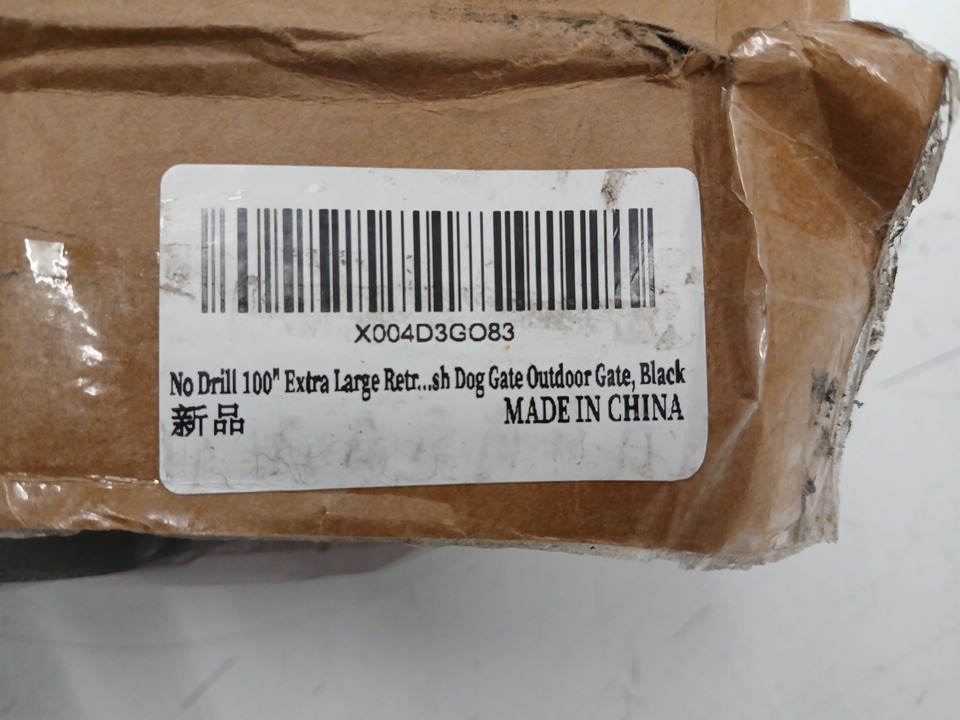 X004D3GO83
No Drill 100" Extra Large Retr...sh Dog Gate Outdoor Gate, Black
新品
MADE IN CHINA